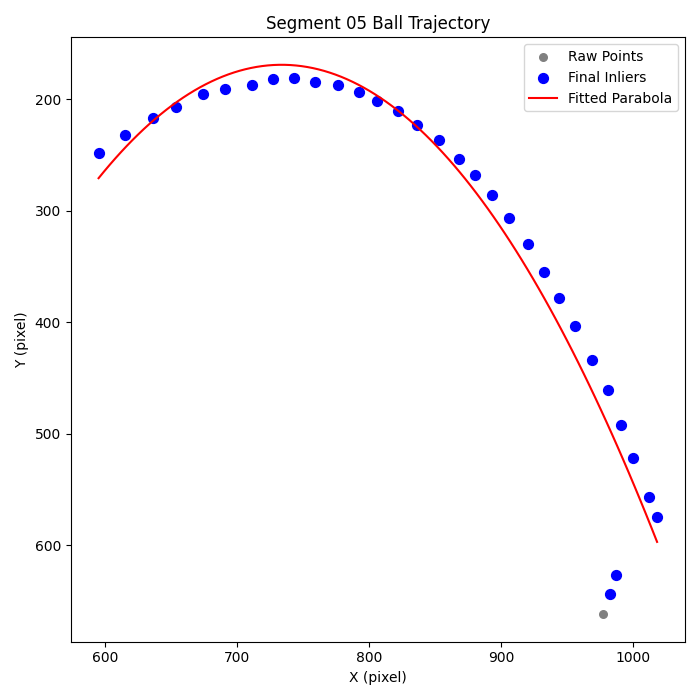 Segment 05 Ball Trajectory
Raw Points
Final Inliers
Fitted Parabola
Y (pixel)
200
300
400
500
600
600 700 800 900 1000
X (pixel)